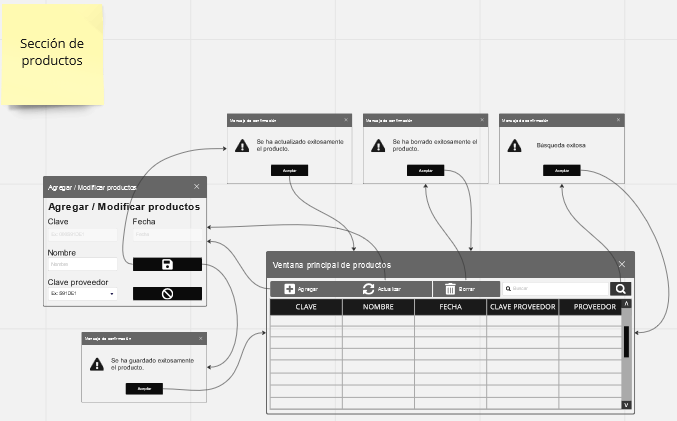 Sección de
productos
Mensaje de confirmación
Se ha actualizado exitosamente
el producto.
Aceptar
Mensaje de confirmación
Se ha borrado exitosamente el
producto.
Aceptar
Mensaje de confirmación
Búsqueda exitosa
Aceptar
Agregar / Modificar productos
Agregar / Modificar productos
Clave
Fecha
Fecha
Nombre
Nombre
Clave proveedor
Ventana principal de productos
Agregar
Actualizar
Borrar
Buscar
CLAVE
NOMBRE
FECHA
CLAVE PROVEEDOR
PROVEEDOR
Mensaje de confirmación
Se ha guardado exitosamente
el producto.
Aceptar